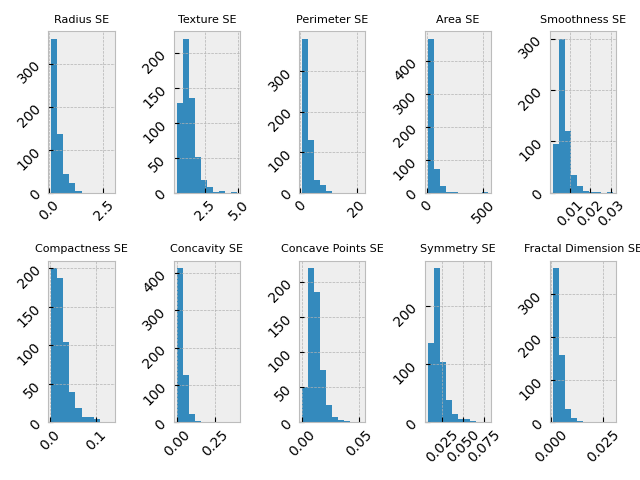 Radius SE Texture SE Perimeter SE Area SE Smoothness SE
300 200 300 400 300
200 150 200 300 200
100 100 100 200 100
0 50 0 100 0
0 0
0.0 2.5 2.5 5.0 0 20 0 500 0.01 0.02 0.03
Compactness SE Concavity SE Concave Points SE Symmetry SE Fractal Dimension SE
200 400 200 200 300
150 300 150 100 200
100 200 100 0 100
50 100 50 0
0 0 0
0.0 0.1 0.00 0.25 0.00 0.05 0.025 0.050 0.075 0.000 0.025